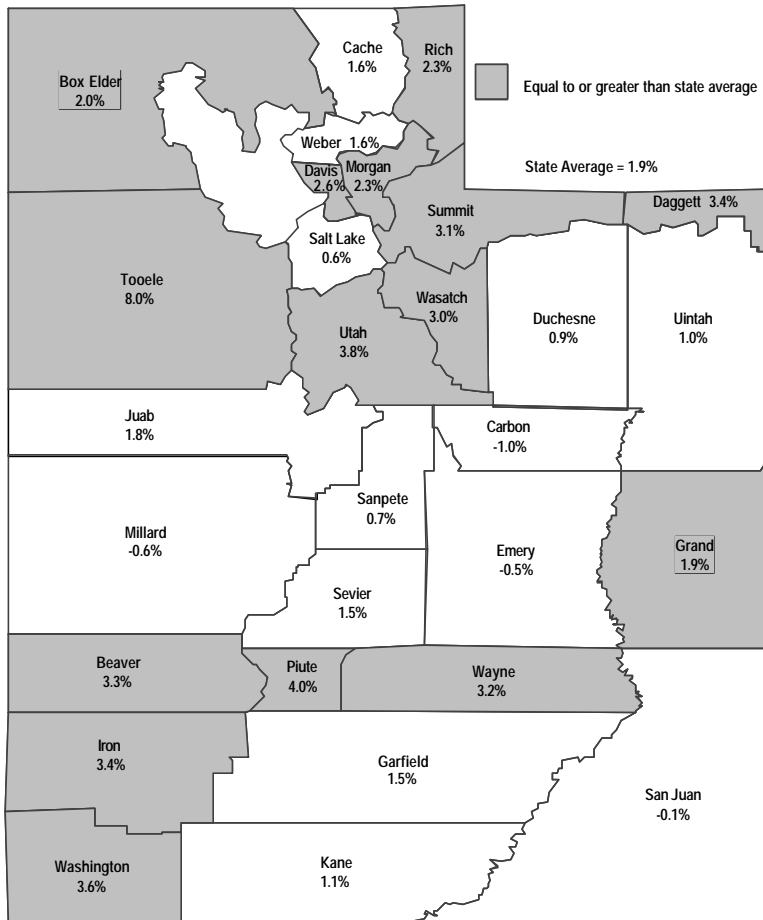 Cache
1.6%
Rich
2.3%
Box Elder
2.0%
Equal to or greater than state average
Weber 1.6%
State Average = 1.9%
Davis
2.6%
Morgan
2.3%
Daggett 3.4%
Summit
3.1%
Salt Lake
0.6%
Tooele
8.0%
Wasatch
3.0%
Duchesne
0.9%
Uintah
1.0%
Utah
3.8%
Juab
1.8%
Carbon
-1.0%
Sanpete
0.7%
Millard
-0.6%
Emery
-0.5%
Grand
1.9%
Sevier
1.5%
Beaver
3.3%
Piute
4.0%
Wayne
3.2%
Iron
3.4%
Garfield
1.5%
San Juan
-0.1%
Washington
3.6%
Kane
1.1%